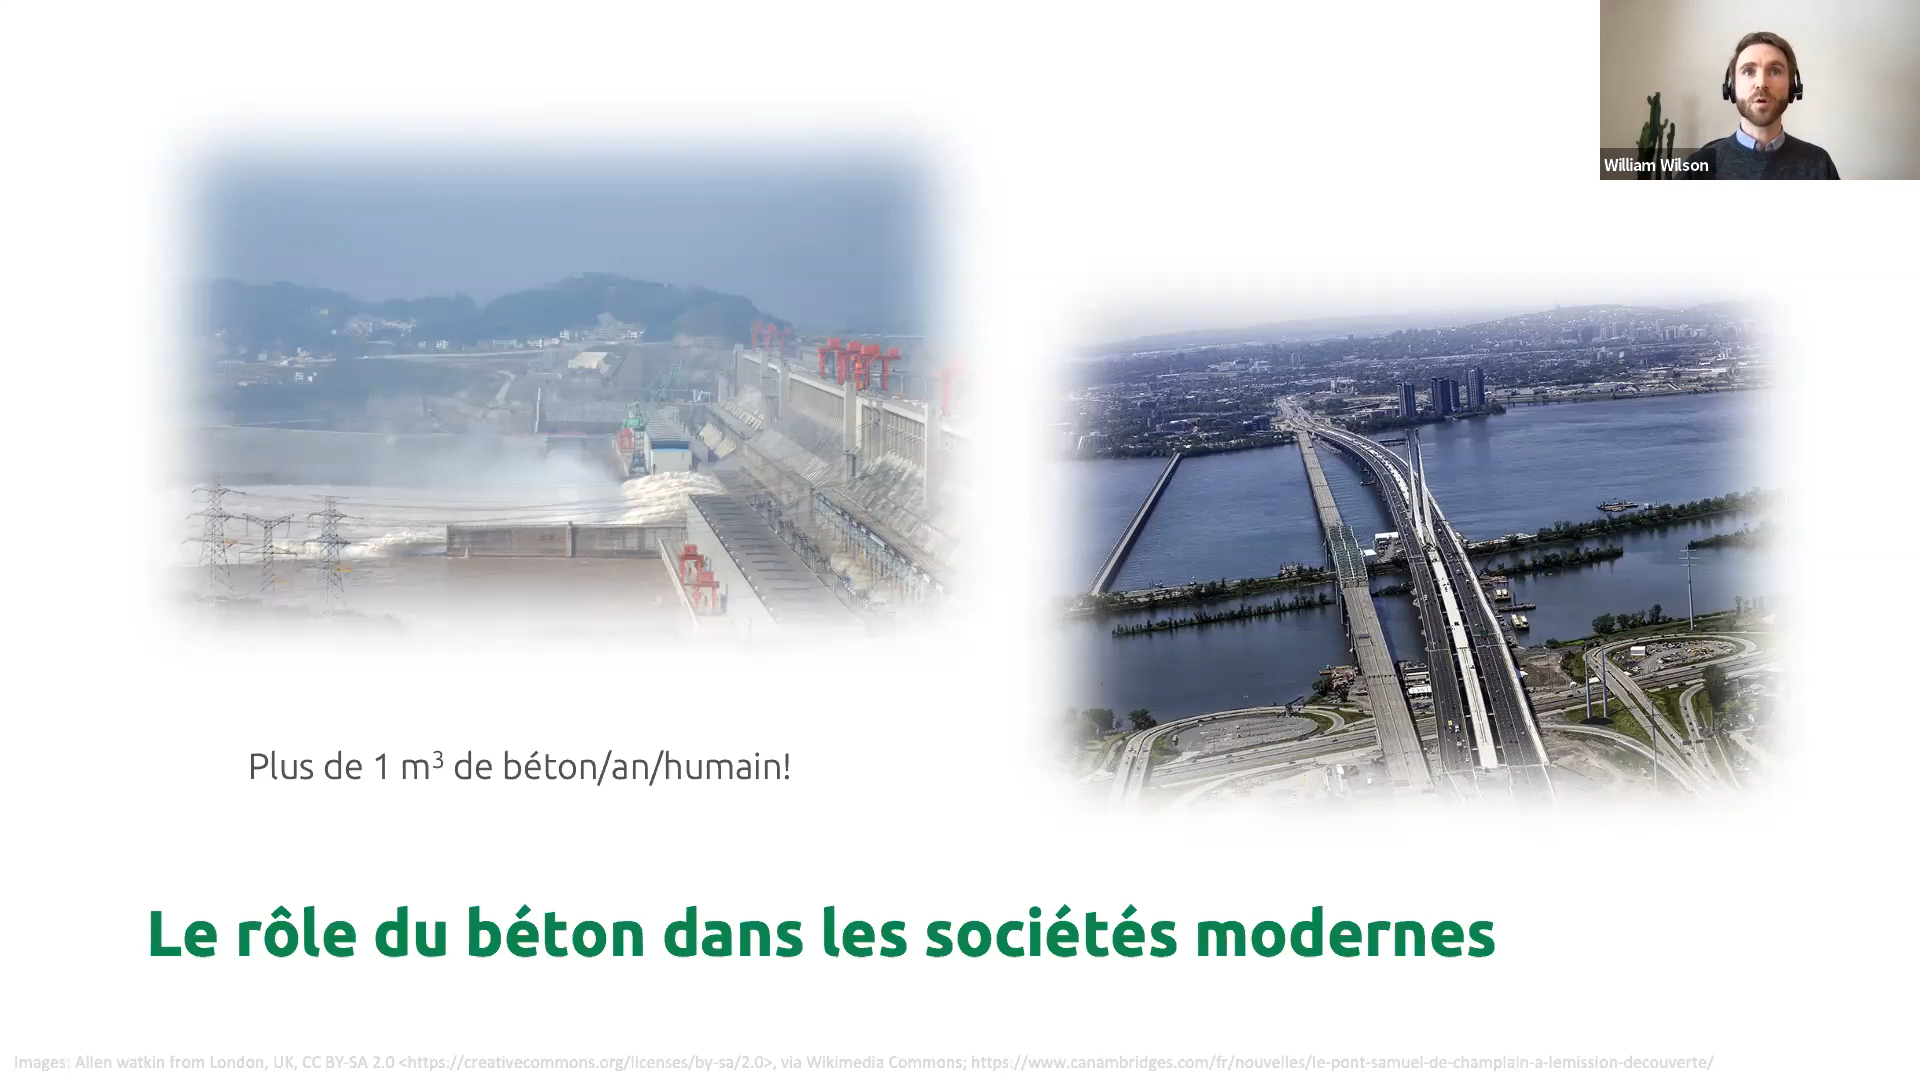 William Wilson
Plus de 1 m³ de béton/an/humain!
Le rôle du béton dans les sociétés modernes
Images: Allen watkin from London, UK, CC BY-SA 2.0 <https://creativecommons.org/licenses/by-sa/2.0>, via Wikimedia Commons; https://www.canambridges.com/fr/nouvelles/le-pont-samuel-de-champlain-a-lemission-decouverte/